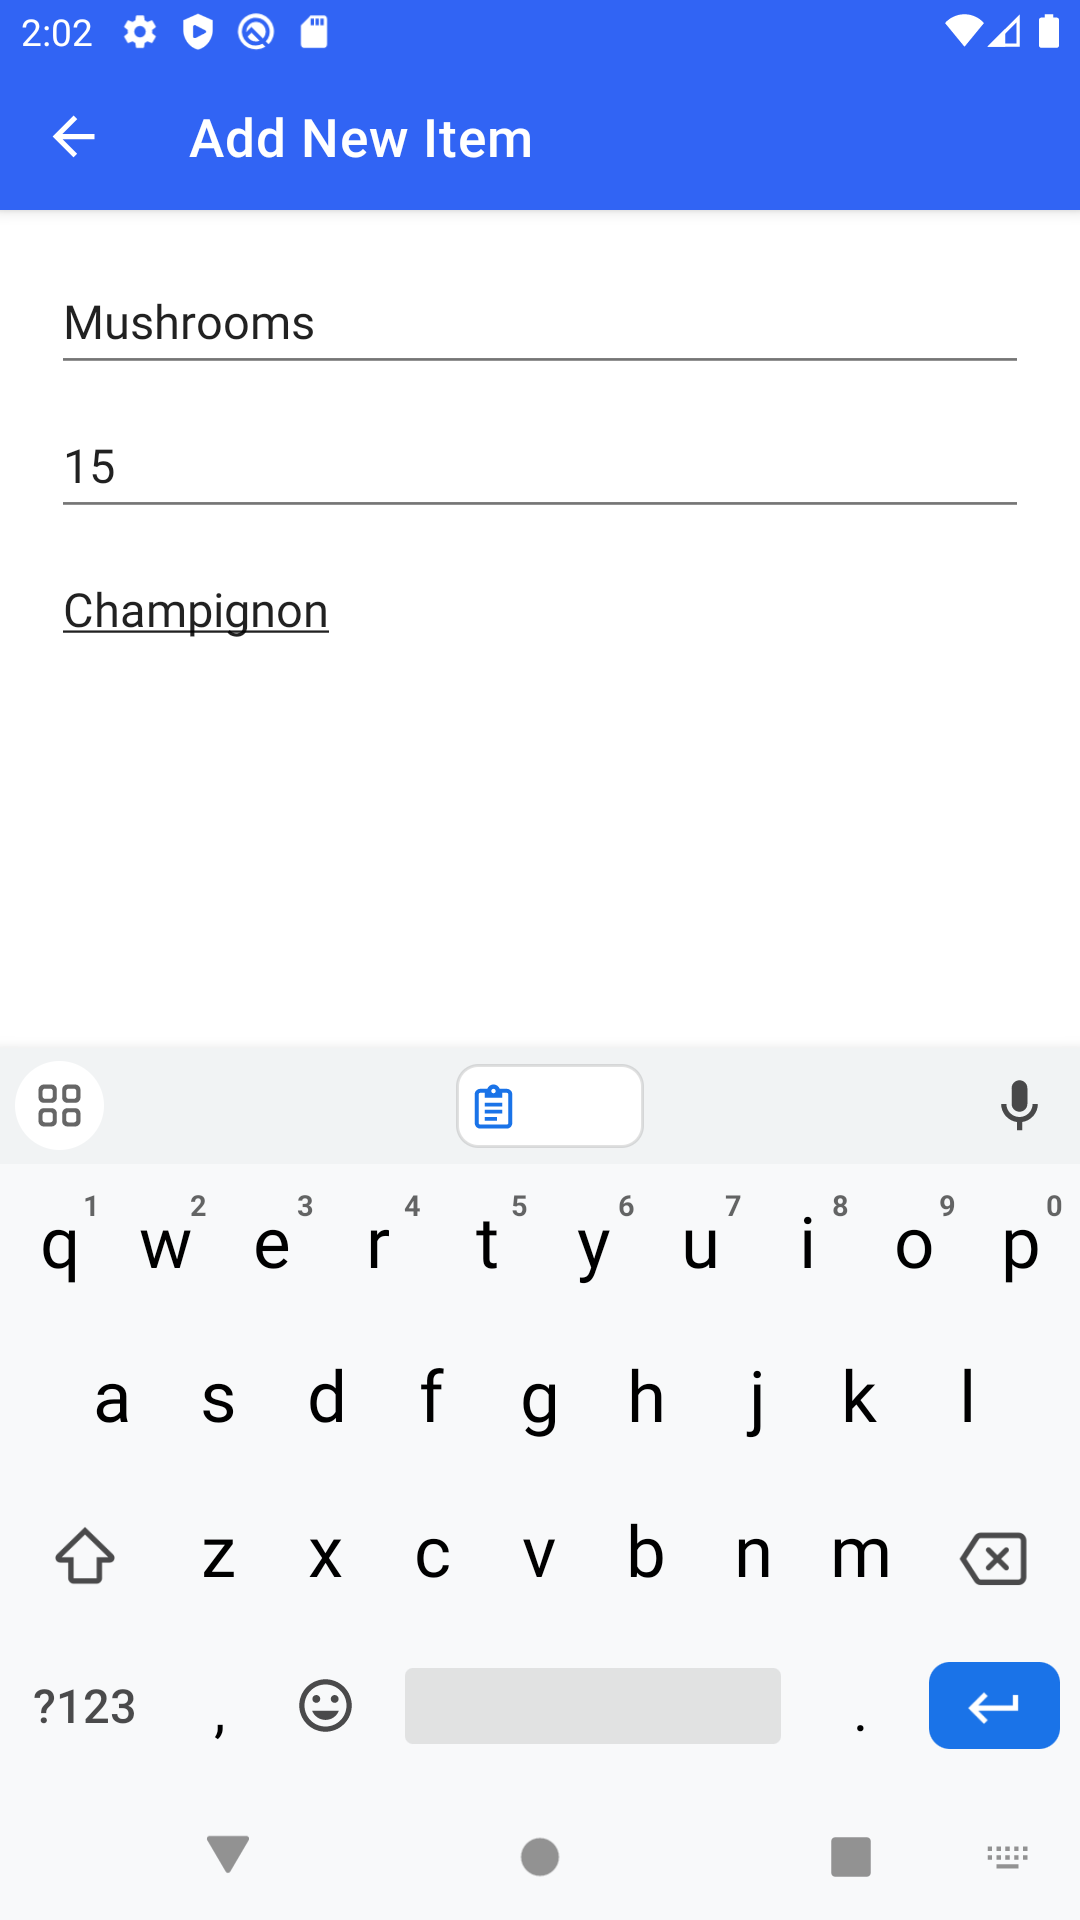 2:02
Add New Item
Mushrooms
15
Champignon
q 1 w 2 e 3 r 4 t 5 y 6 u 7 i 8 o 9 p 0
a s d f g h j k l
z x c v b n m
?123 , .